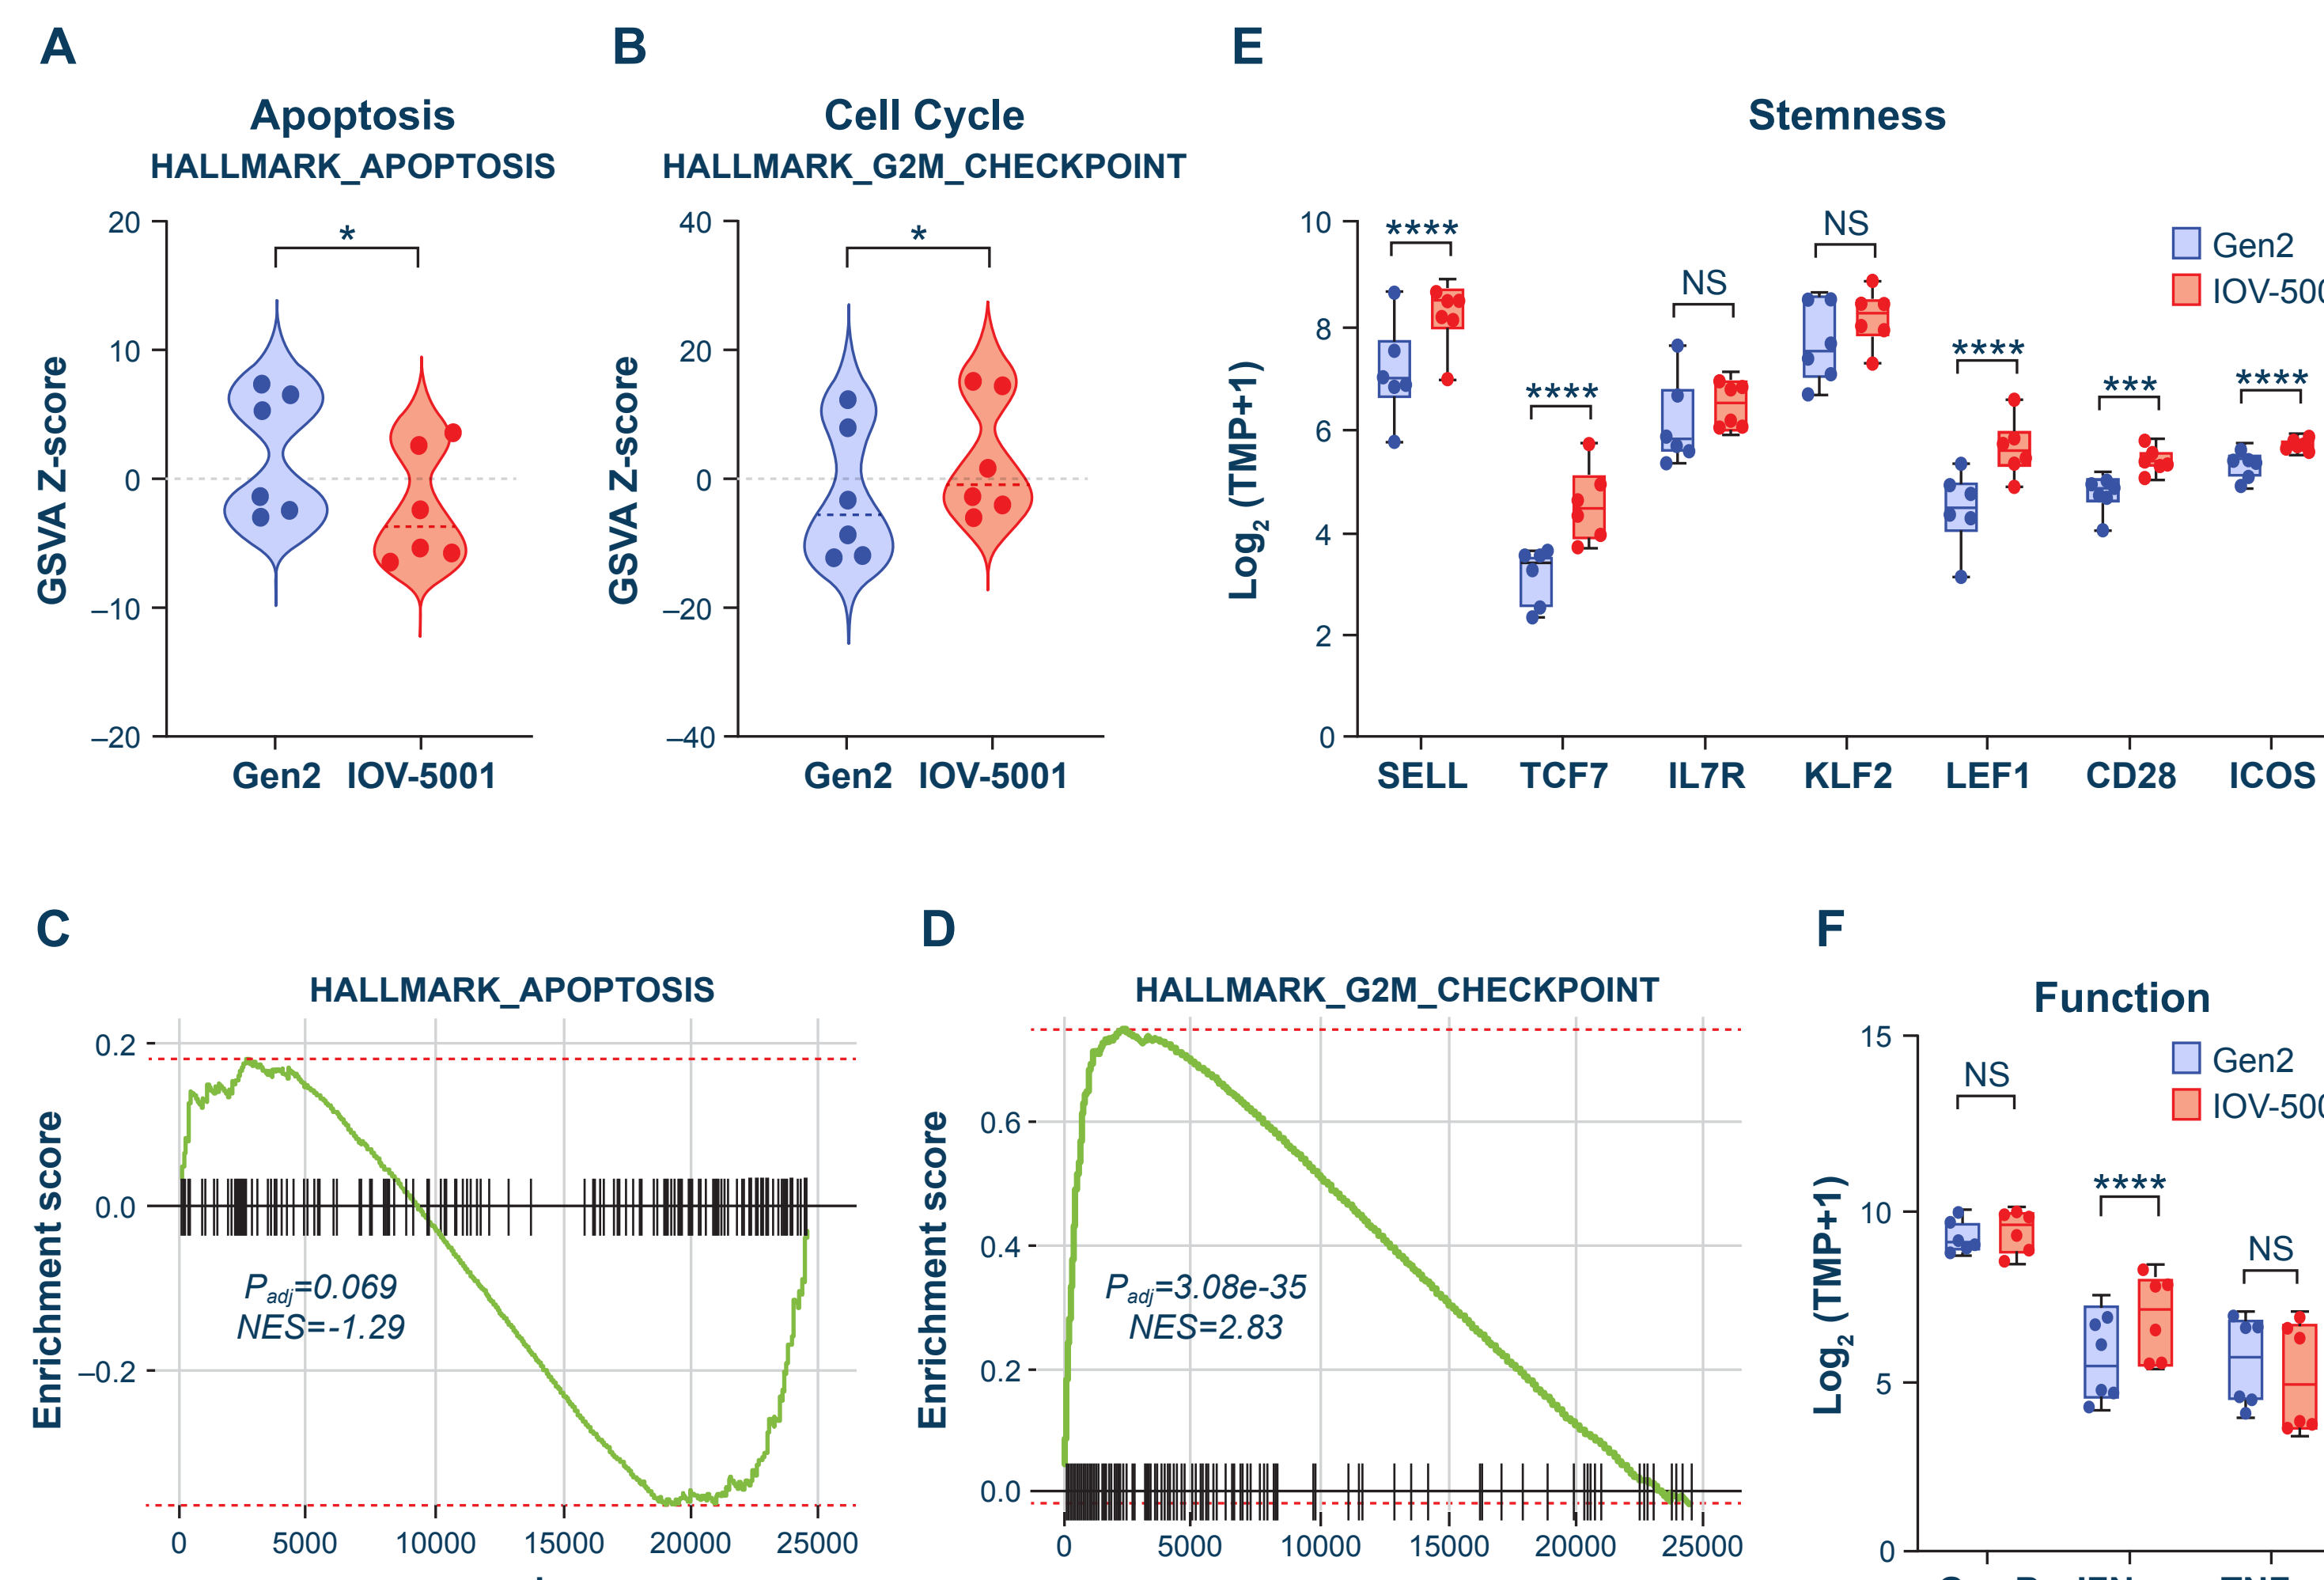 A
Apoptosis
HALLMARK_APOPTOSIS
GSVA Z-score
20
10
0
–10
–20
*
Gen2 IOV-5001
B
Cell Cycle
HALLMARK_G2M_CHECKPOINT
GSVA Z-score
40
20
0
–20
–40
*
Gen2 IOV-5001
E
Stemness
Log2 (TMP+1)
10
8
6
4
2
0
****
****
NS
NS
****
***
****
Gen2
IOV-500
SELL TCF7 IL7R KLF2 LEF1 CD28 ICOS
C
HALLMARK_APOPTOSIS
Enrichment score
0.2
0.0
–0.2
Padj=0.069
NES=-1.29
0 5000 10000 15000 20000 25000
D
HALLMARK_G2M_CHECKPOINT
Enrichment score
0.6
0.4
0.2
0.0
Padj=3.08e-35
NES=2.83
0 5000 10000 15000 20000 25000
F
Function
Log2 (TMP+1)
15
10
5
0
NS
****
NS
Gen2
IOV-500